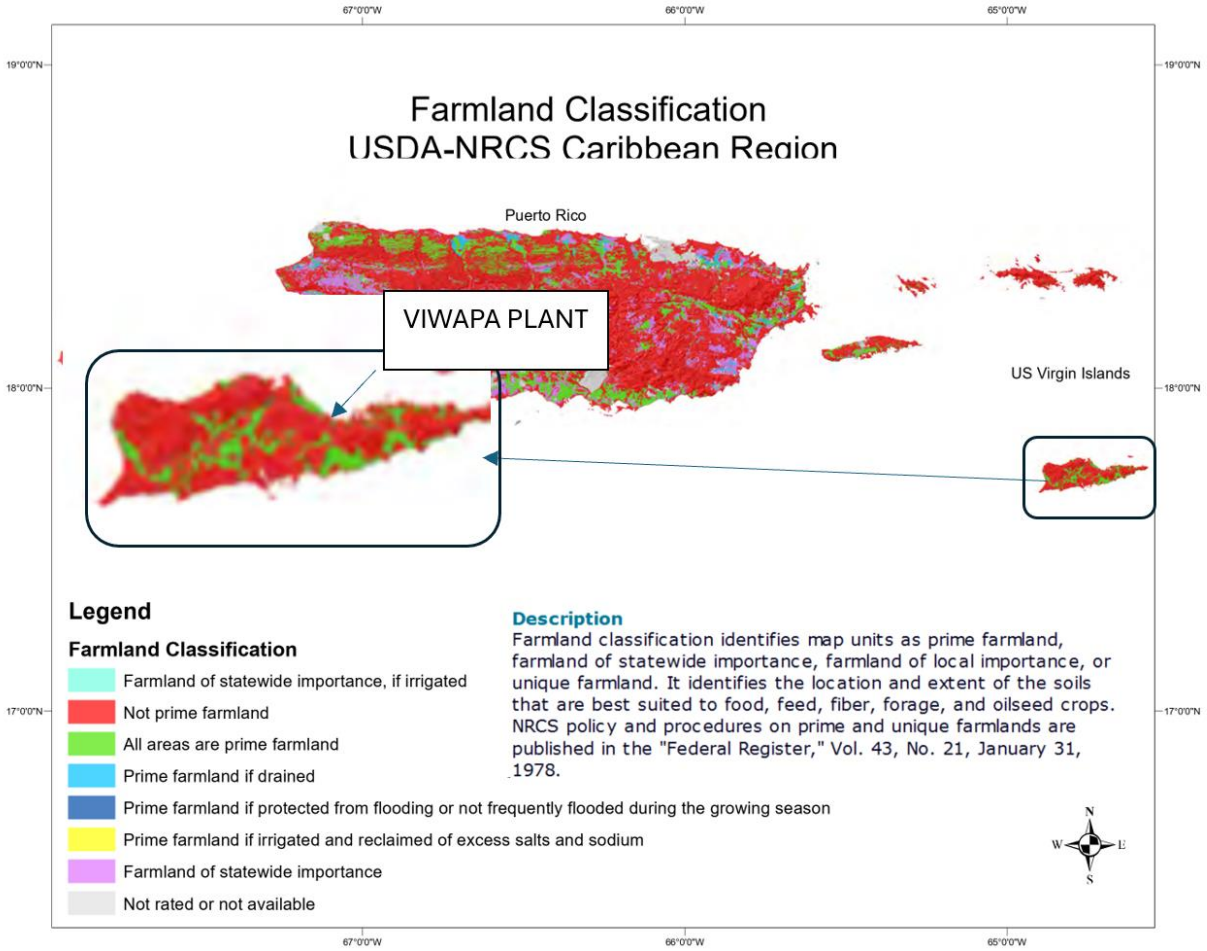 67°0'0"W
66°0'0"W
65°0'0"W
19°0'0"N
19°0'0"N
Farmland Classification
USDA-NRCS Caribbean Region
Puerto Rico
VIWAPA PLANT
US Virgin Islands
18°0'0"N
18°0'0"N
Legend
Farmland Classification
Farmland of statewide importance, if irrigated
Not prime farmland
All areas are prime farmland
Prime farmland if drained
Prime farmland if protected from flooding or not frequently flooded during the growing season
Prime farmland if irrigated and reclaimed of excess salts and sodium
Farmland of statewide importance
Not rated or not available
Description
Farmland classification identifies map units as prime farmland,
farmland of statewide importance, farmland of local importance, or
unique farmland. It identifies the location and extent of the soils
that are best suited to food, feed, fiber, forage, and oilseed crops.
NRCS policy and procedures on prime and unique farmlands are
published in the "Federal Register," Vol. 43, No. 21, January 31,
1978.
17°0'0"N
17°0'0"N
N
W
E
S
67°0'0"W
66°0'0"W
65°0'0"W